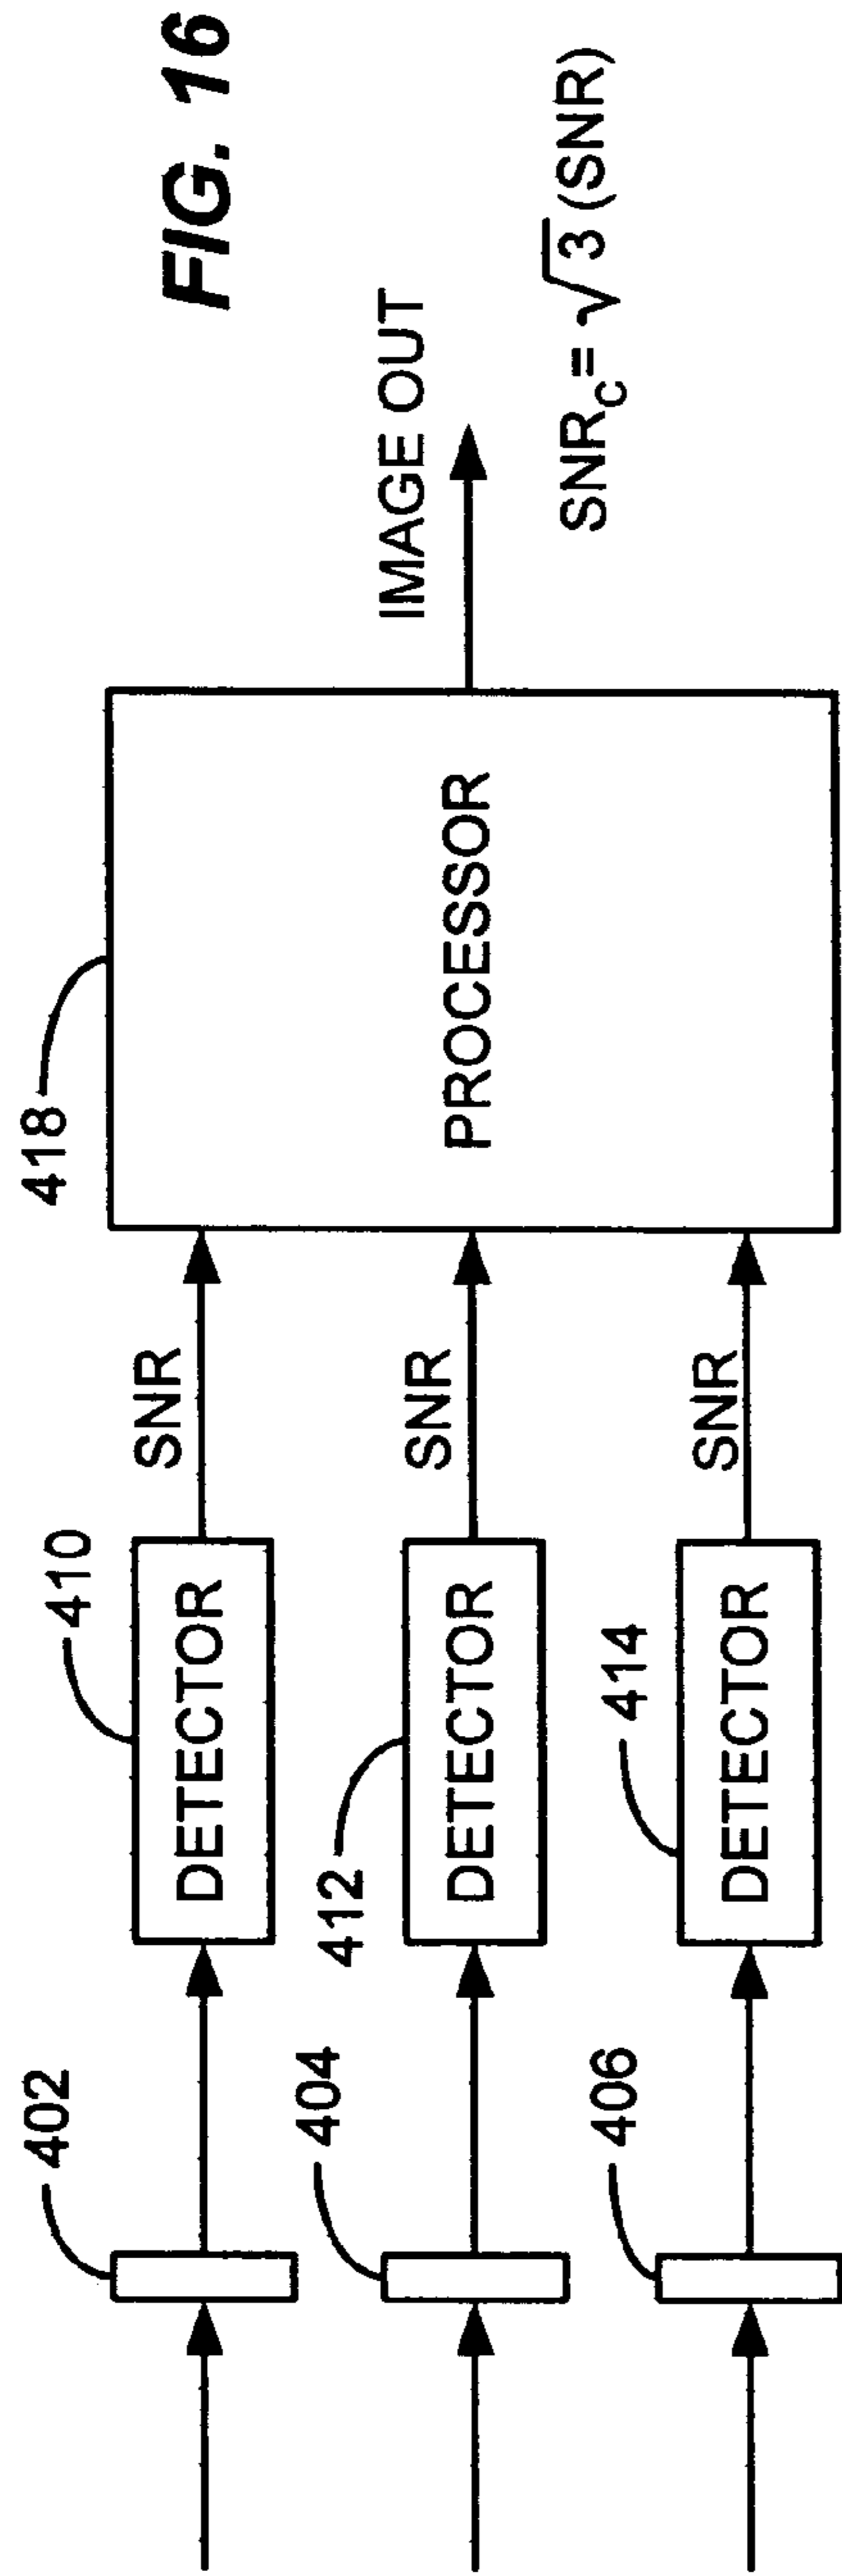 FIG. 16
402
404
406
410
412
414
DETECTOR
DETECTOR
DETECTOR
SNR
SNR
SNR
418
PROCESSOR
IMAGE OUT
SNR_C = √3 (SNR)